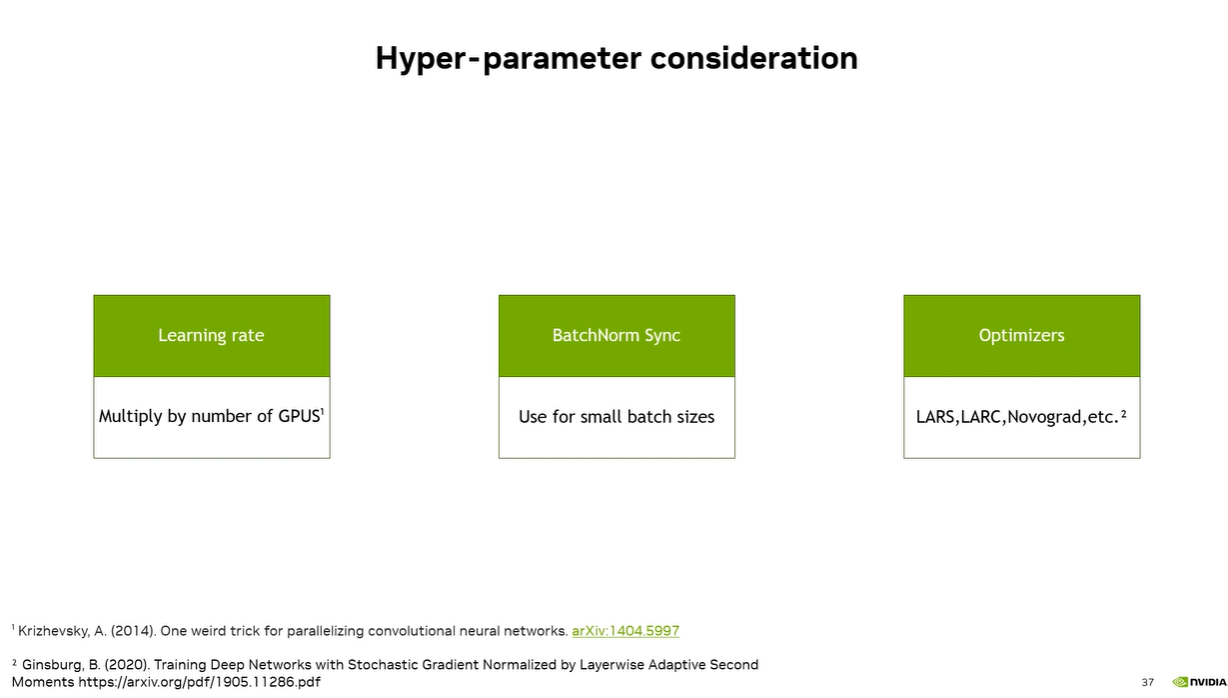 Hyper-parameter consideration
Learning rate
Multiply by number of GPUS¹
BatchNorm Sync
Use for small batch sizes
Optimizers
LARS,LARC,Novograd,etc.²
¹ Krizhevsky, A. (2014). One weird trick for parallelizing convolutional neural networks. arXiv:1404.5997
² Ginsburg, B. (2020). Training Deep Networks with Stochastic Gradient Normalized by Layerwise Adaptive Second
Moments https://arxiv.org/pdf/1905.11286.pdf
37
NVIDIA